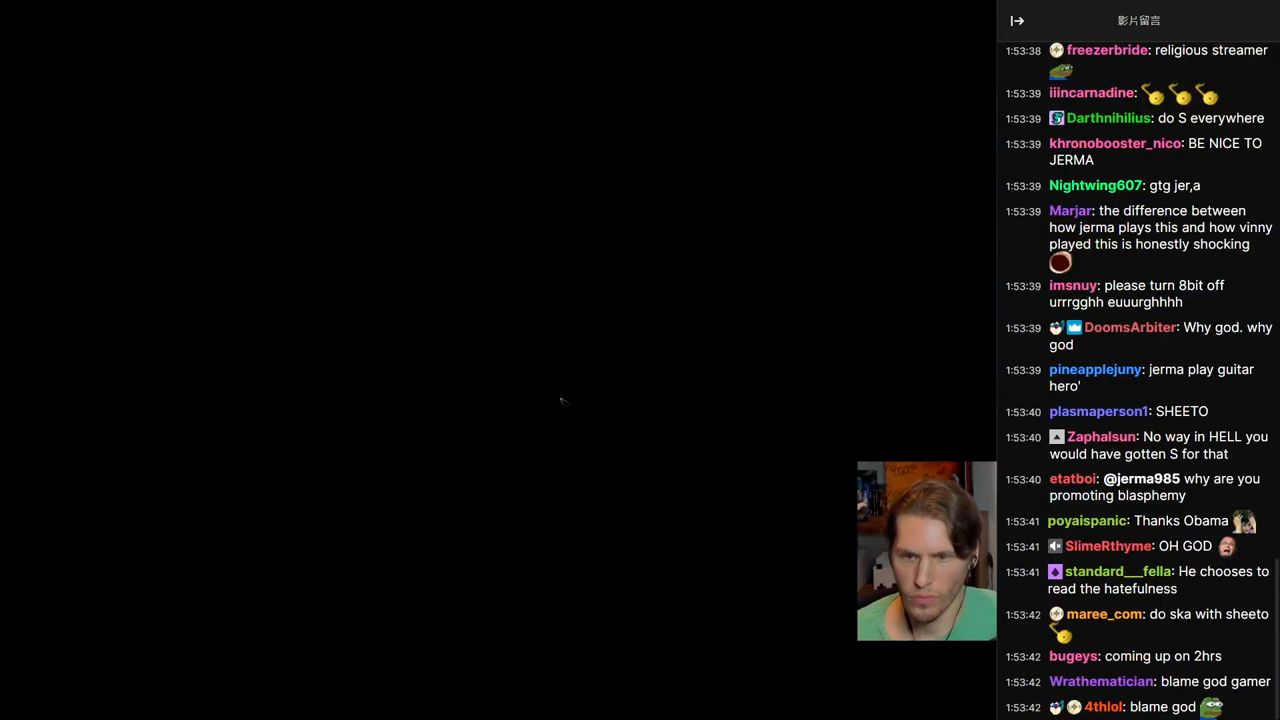 影片留言
1:53:38 freezerbride: religious streamer
1:53:39 iiincarnadine:
1:53:39 Darthnihilius: do S everywhere
1:53:39 khronobooster_nico: BE NICE TO
JERMA
1:53:39 Nightwing607: gtg jer,a
1:53:39 Marjar: the difference between
how jerma plays this and how vinny
played this is honestly shocking
1:53:39 imsnuy: please turn 8bit off
urrrgghh euuurghhhh
1:53:39 DoomsArbiter: Why god. why
god
1:53:39 pineapplejuny: jerma play guitar
hero'
1:53:40 plasmaperson1: SHEETO
1:53:40 Zaphalsun: No way in HELL you
would have gotten S for that
1:53:40 etatboi: @jerma985 why are you
promoting blasphemy
1:53:41 poyaispanic: Thanks Obama
1:53:41 SlimeRthyme: OH GOD
1:53:41 standard___fella: He chooses to
read the hatefulness
1:53:42 maree_com: do ska with sheeto
1:53:42 bugeys: coming up on 2hrs
1:53:42 Wrathematician: blame god gamer
1:53:42 4thlol: blame god